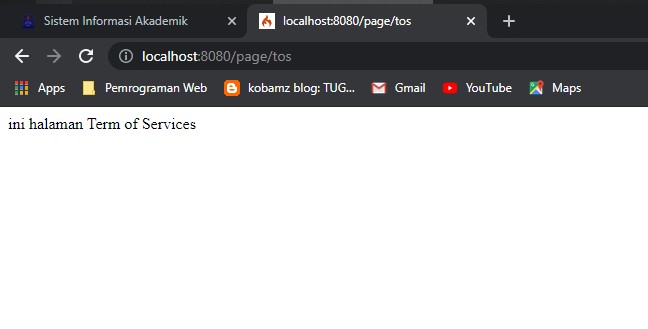 Sistem Informasi Akademik
localhost:8080/page/tos
localhost:8080/page/tos
Apps
Pemrograman Web
kobamz blog: TUG...
Gmail
YouTube
Maps
ini halaman Term of Services